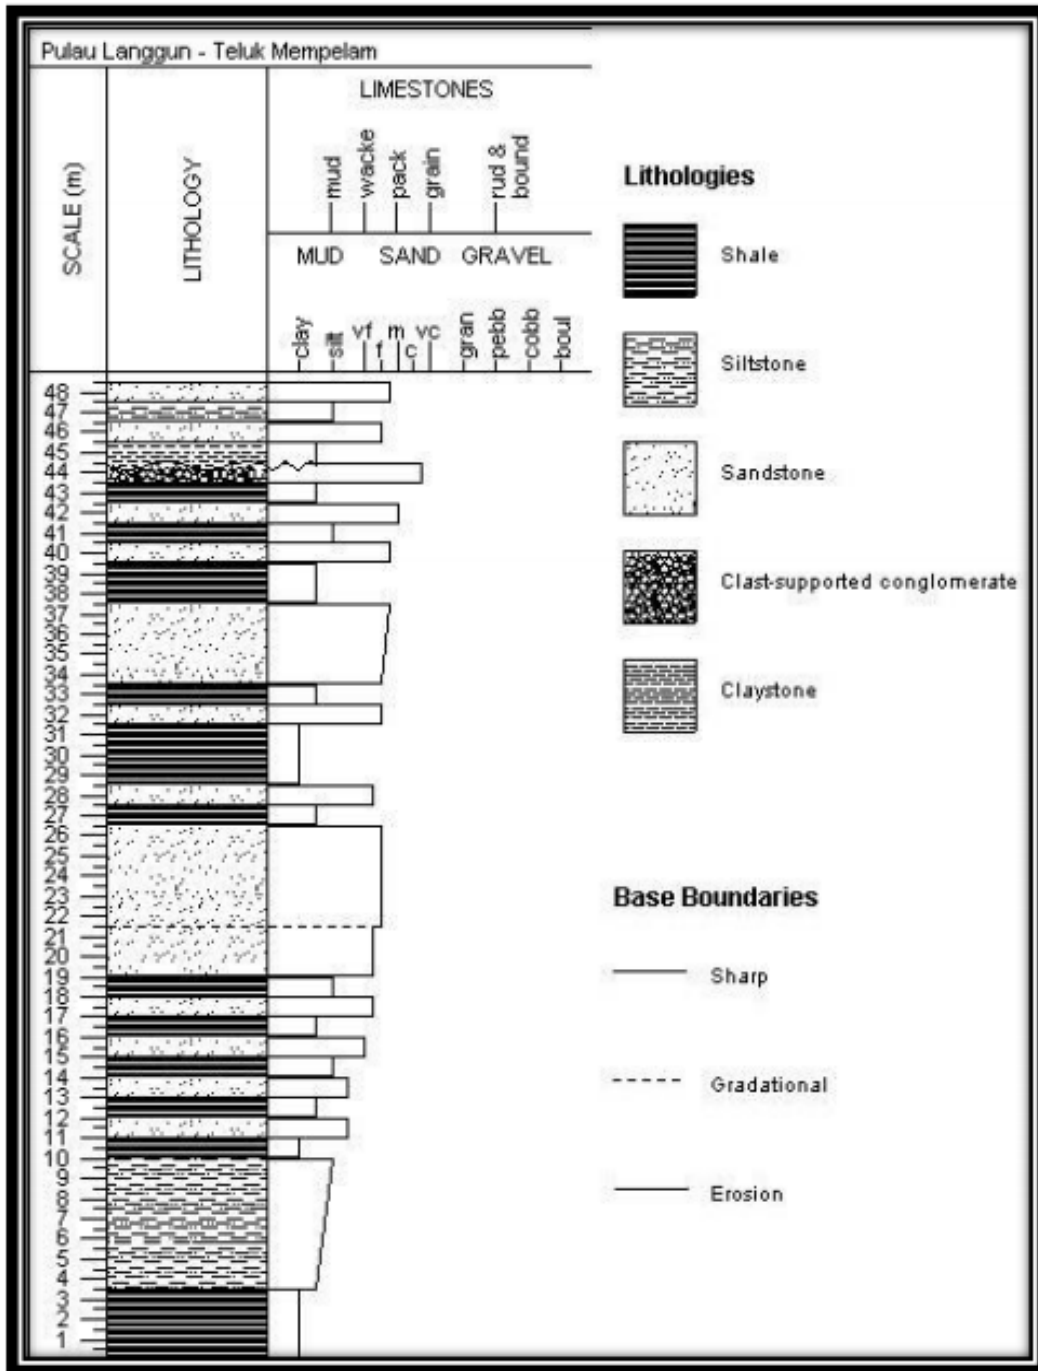 Pulau Langgun - Teluk Mempelam
SCALE (m)
LITHOLOGY
LIMESTONES
mud
wacke
pack
grain
rud & bound
MUD SAND GRAVEL
clay
silt
vf
f
m
c
vc
gran
pebb
cobb
boul
48
47
46
45
44
43
42
41
40
39
38
37
36
35
34
33
32
31
30
29
28
27
26
25
24
23
22
21
20
19
18
17
16
15
14
13
12
11
10
9
8
7
6
5
4
3
2
1
Lithologies
Shale
Siltstone
Sandstone
Clast-supported conglomerate
Claystone
Base Boundaries
Sharp
Gradational
Erosion